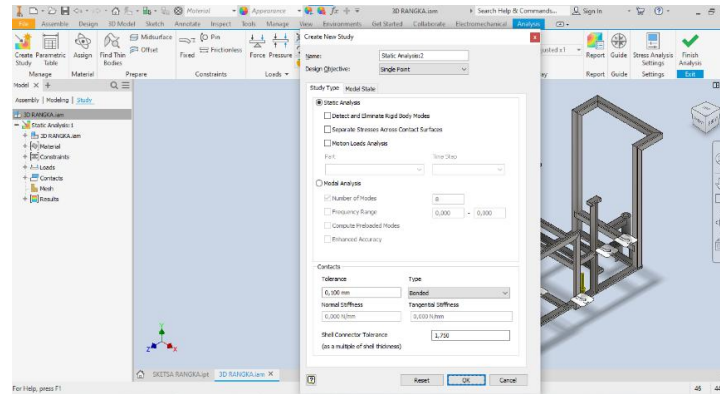 Material
Appearance
3D RANGKA
Search Help & Commands...
Sign In
File Assemble Design 3D Model Sketch Annotate Inspect Tools Manage View Environments Get Started Collaborate Electromechanical Analysis
Create Study
Parametric Table
Assign
Find Thin Bodies
Midsurface
Offset
Fixed
Pin
Frictionless
Force
Pressure
Report
Guide
Stress Analysis Settings
Finish Analysis
Manage Material Prepare Constraints Loads Report Guide Settings Exit
Model
Assembly | Modeling | Study
3D RANGKA.iam
Static Analysis:1
3D RANGKA.iam
Material
Constraints
Loads
Contacts
Mesh
Results
Create New Study
Name: Static Analysis:2
Design Objective: Single Point
Study Type Model State
Static Analysis
Detect and Eliminate Rigid Body Modes
Separate Stresses Across Contact Surfaces
Motion Loads Analysis
Part Time Step
Modal Analysis
Number of Modes 8
Frequency Range 0,000 - 0,000
Compute Preloaded Modes
Enhanced Accuracy
Contacts
Tolerance Type
0,100 mm Bonded
Normal Stiffness Tangential Stiffness
0,000 N/mm 0,000 N/mm
Shell Connector Tolerance 1,750
(as a multiple of shell thickness)
Reset OK Cancel
SKETSA RANGKA.ipt 3D RANGKA.iam
For Help, press F1
46